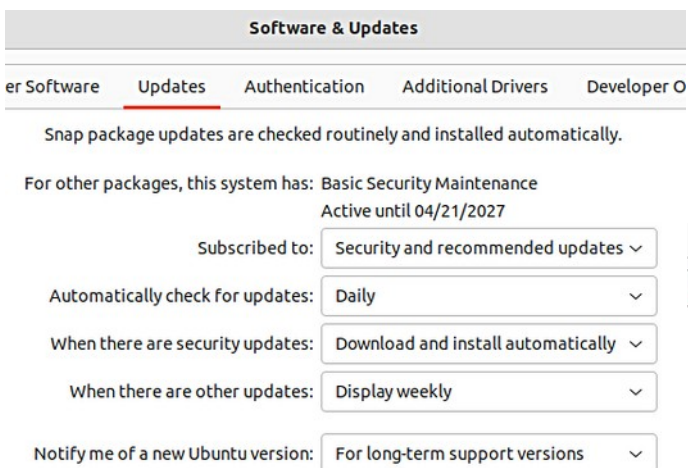 Software & Updates
er Software Updates Authentication Additional Drivers Developer O
Snap package updates are checked routinely and installed automatically.
For other packages, this system has: Basic Security Maintenance
Active until 04/21/2027
Subscribed to: Security and recommended updates
Automatically check for updates: Daily
When there are security updates: Download and install automatically
When there are other updates: Display weekly
Notify me of a new Ubuntu version: For long-term support versions